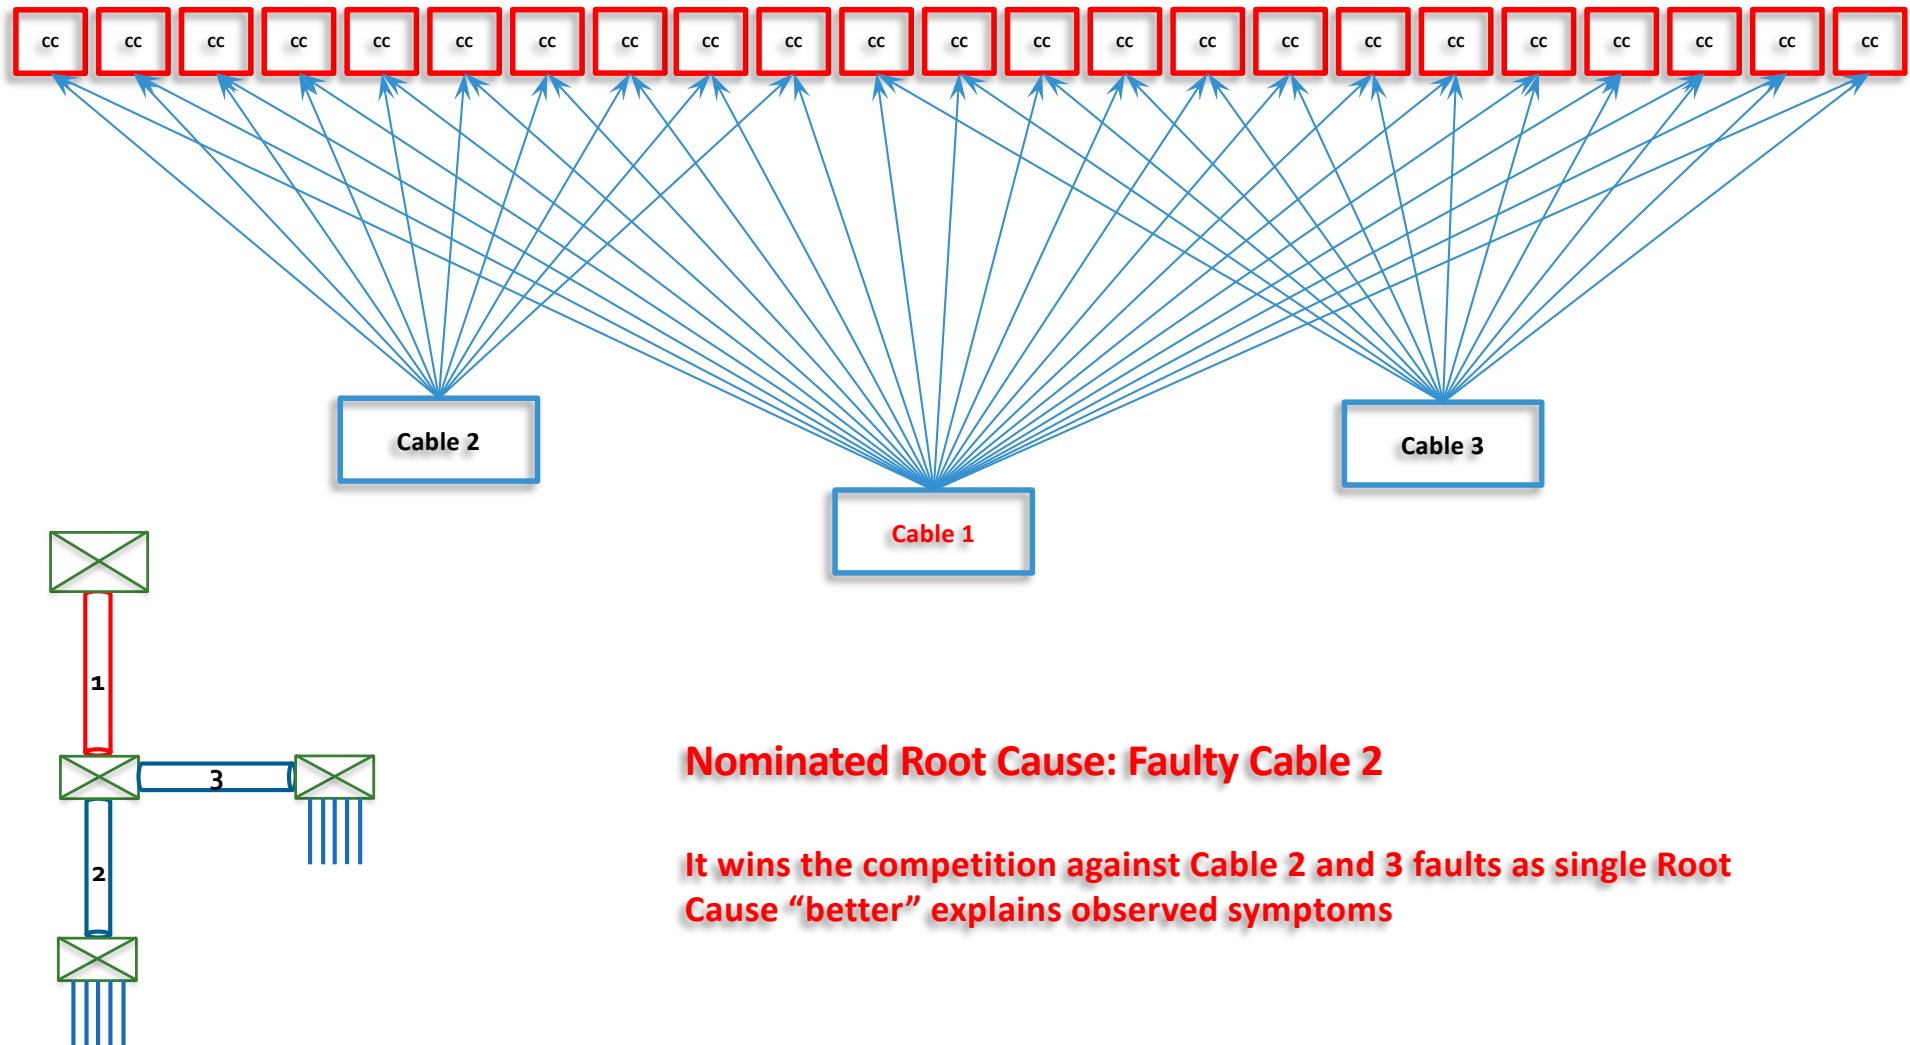 cc cc cc cc cc cc cc cc cc cc cc cc cc cc cc cc cc cc cc cc cc cc cc
Cable 2
Cable 3
Cable 1
1
3
2
Nominated Root Cause: Faulty Cable 2
It wins the competition against Cable 2 and 3 faults as single Root
Cause “better” explains observed symptoms